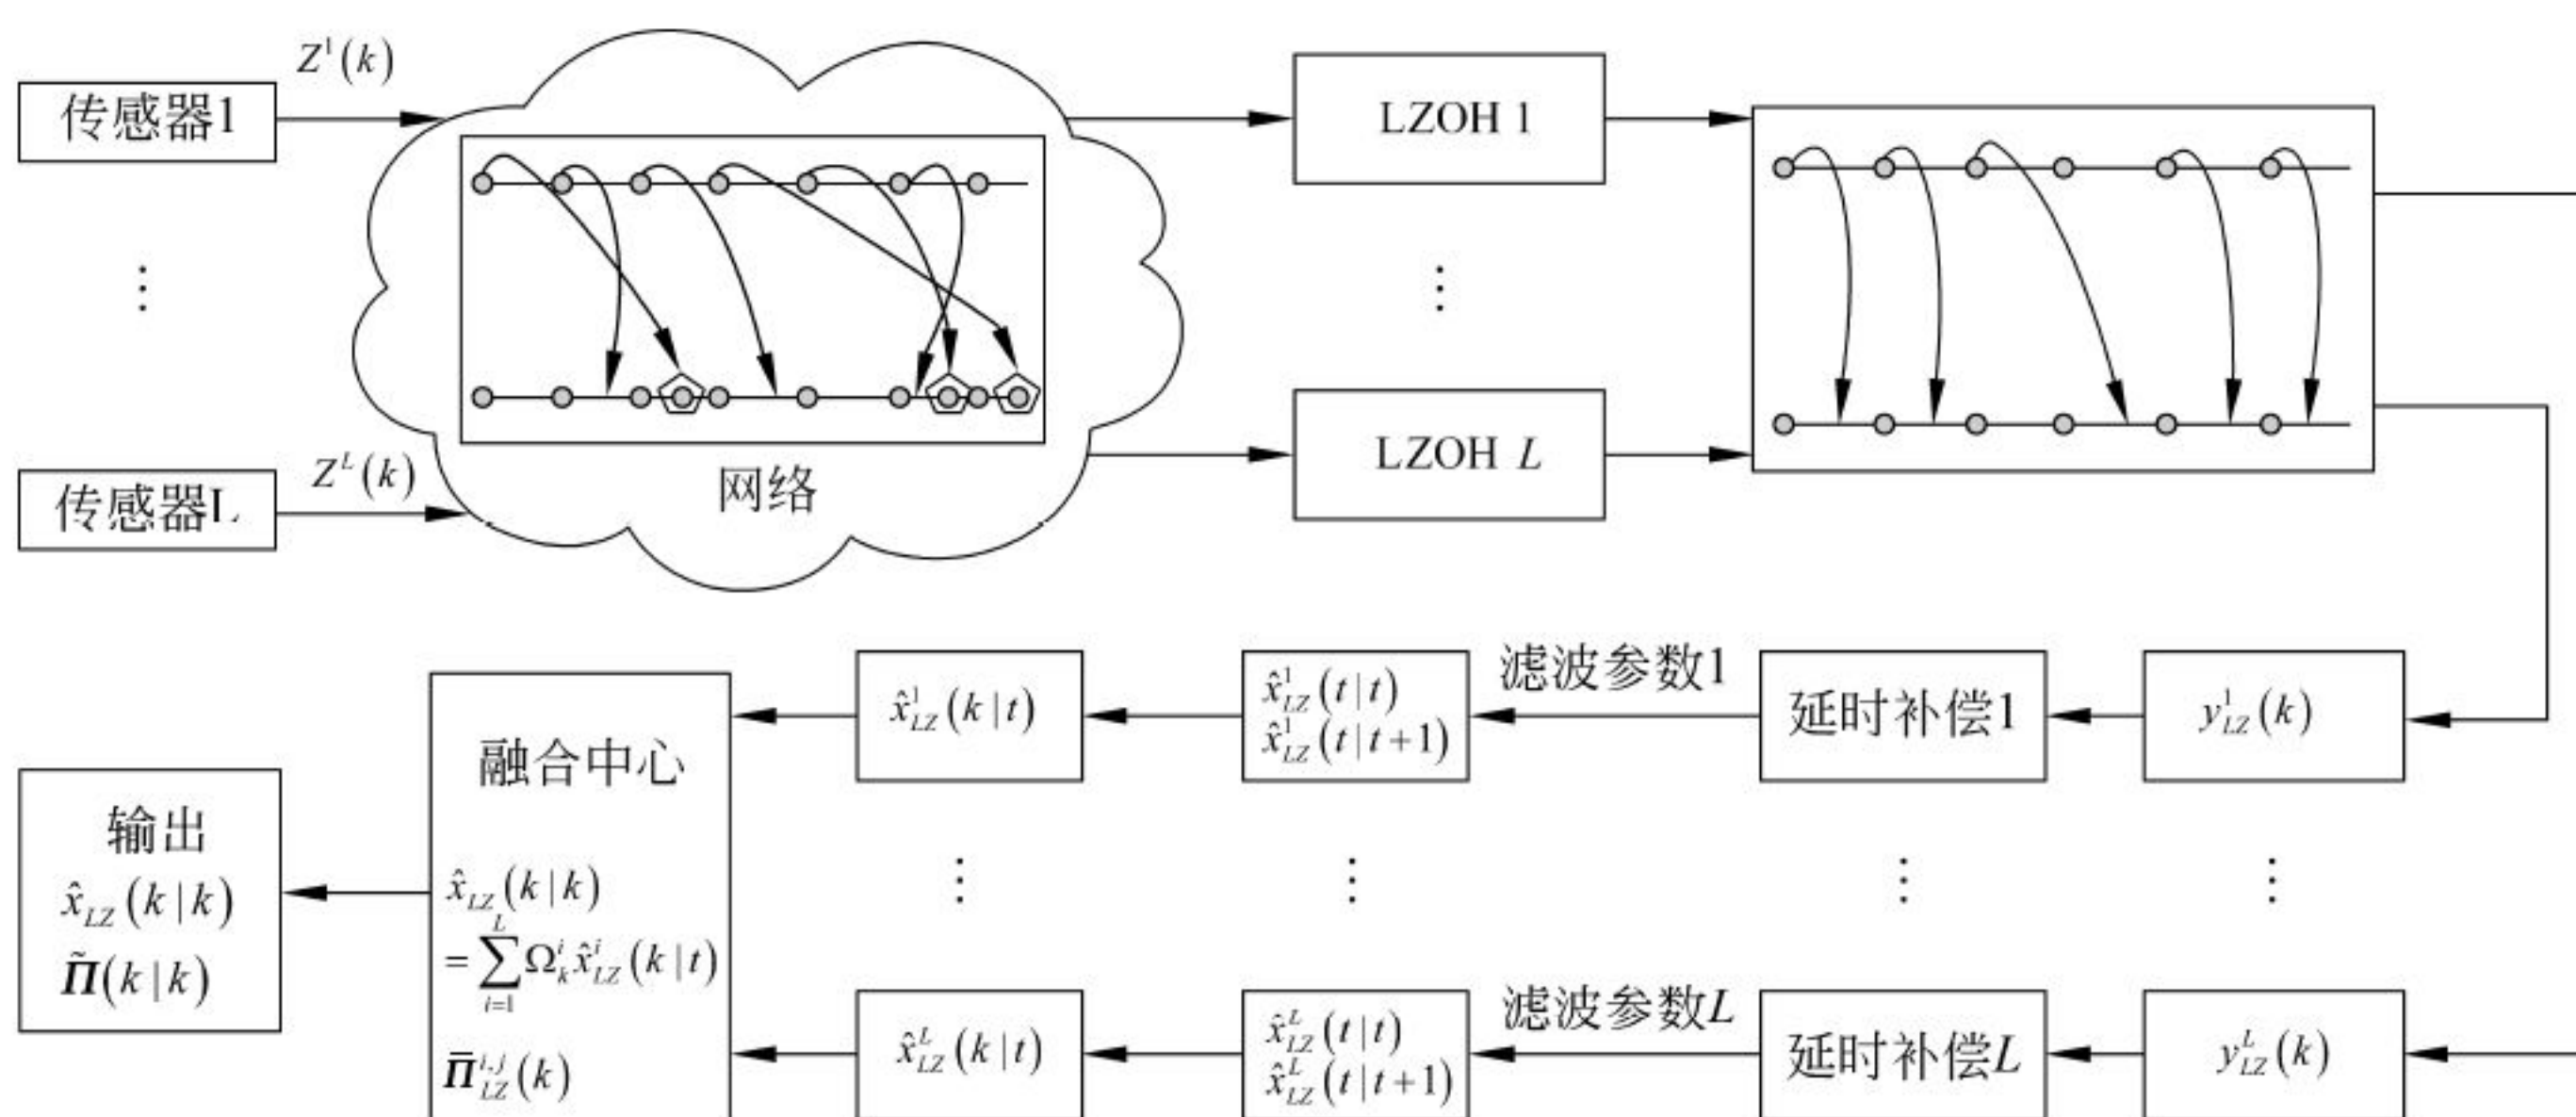 Z¹(k)
传感器1
LZOH 1
⋮
⋮
LZOH L
Z^L(k)
传感器L
网络
滤波参数1
x̂¹_LZ(k|t)
x̂¹_LZ(t|t)
x̂¹_LZ(t|t+1)
延时补偿1
y¹_LZ(k)
融合中心
输出
x̂_LZ(k|k)
Π̃(k|k)
x̂_LZ(k|k)
=∑_{i=1}^{L}Ω^i_k x̂^i_LZ(k|t)
Π̄^{i,j}_LZ(k)
⋮
⋮
⋮
⋮
滤波参数L
x̂^L_LZ(k|t)
x̂^L_LZ(t|t)
x̂^L_LZ(t|t+1)
延时补偿L
y^L_LZ(k)